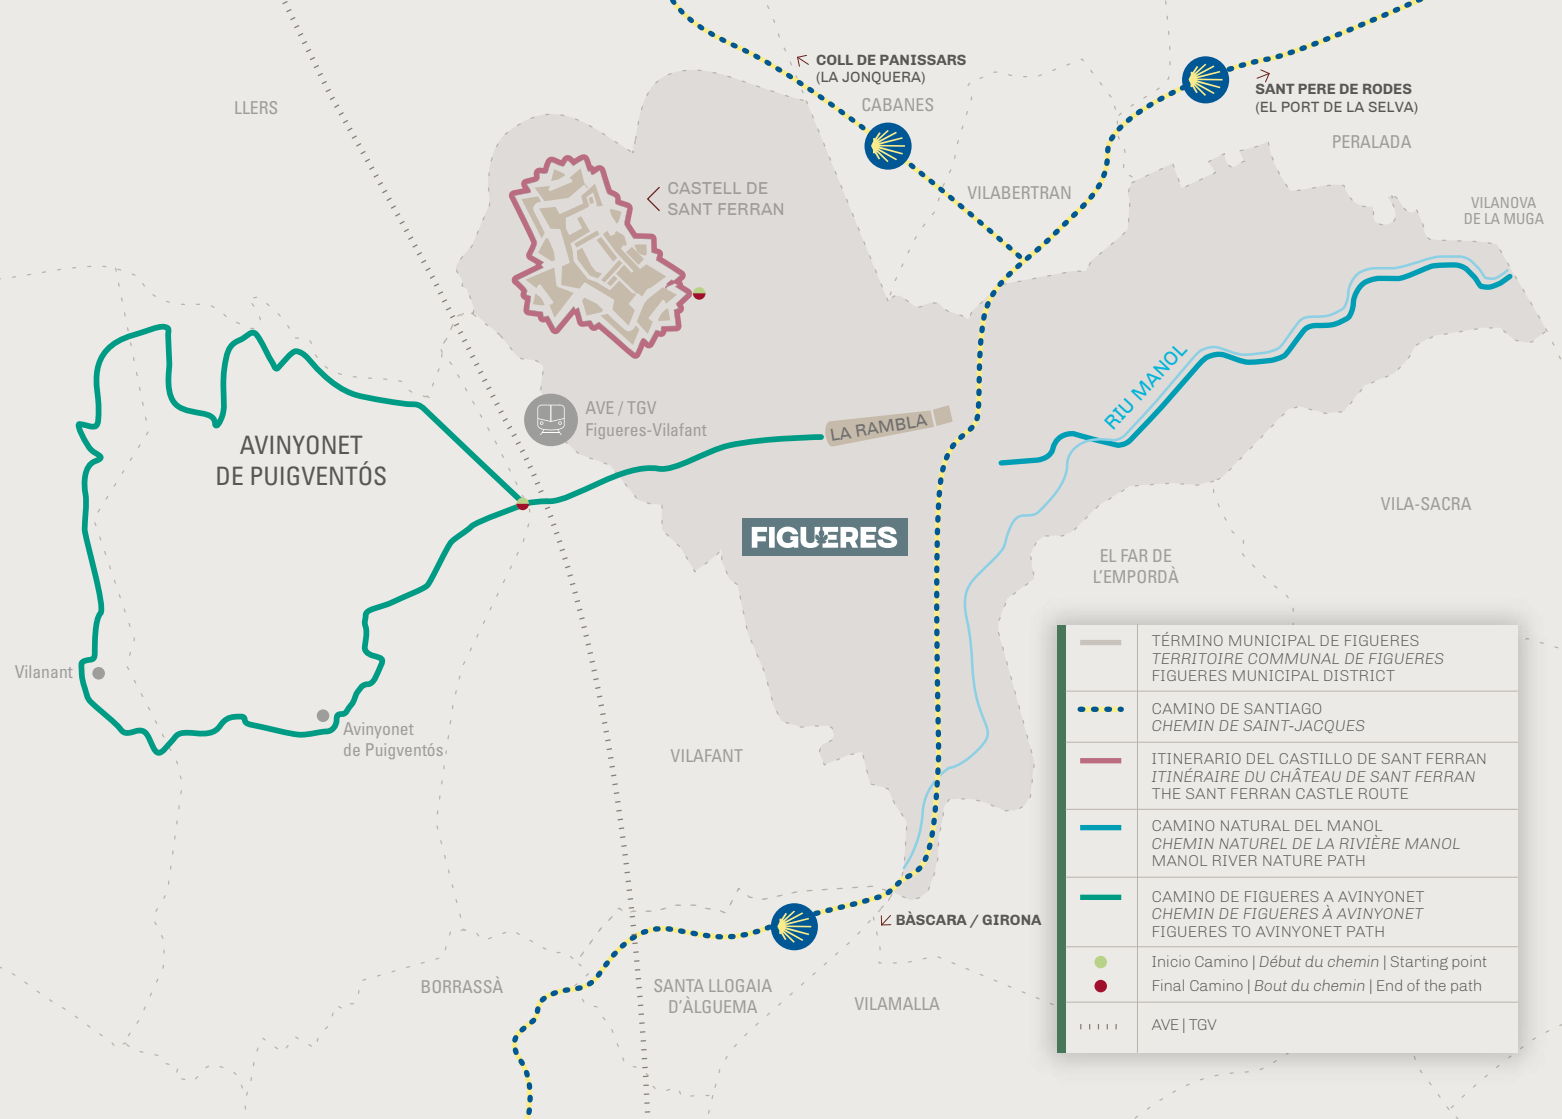 COLL DE PANISSARS
(LA JONQUERA)
SANT PERE DE RODES
(EL PORT DE LA SELVA)
LLERS
CABANES
PERALADA
CASTELL DE
SANT FERRAN
VILABERTRAN
VILANOVA
DE LA MUGA
RIU MANOL
AVE / TGV
Figueres-Vilafant
LA RAMBLA
AVINYONET
DE PUIGVENTÓS
FIGUERES
VILA-SACRA
EL FAR DE
L'EMPORDÀ
Vilanant
Avinyonet
de Puigventós
VILAFANT
BÀSCARA / GIRONA
BORRASSÀ
SANTA LLOGAIA
D'ÀLGUEMA
VILAMALLA
TÉRMINO MUNICIPAL DE FIGUERES
TERRITOIRE COMMUNAL DE FIGUERES
FIGUERES MUNICIPAL DISTRICT
CAMINO DE SANTIAGO
CHEMIN DE SAINT-JACQUES
ITINERARIO DEL CASTILLO DE SANT FERRAN
ITINÉRAIRE DU CHÂTEAU DE SANT FERRAN
THE SANT FERRAN CASTLE ROUTE
CAMINO NATURAL DEL MANOL
CHEMIN NATUREL DE LA RIVIÈRE MANOL
MANOL RIVER NATURE PATH
CAMINO DE FIGUERES A AVINYONET
CHEMIN DE FIGUERES À AVINYONET
FIGUERES TO AVINYONET PATH
Inicio Camino | Début du chemin | Starting point
Final Camino | Bout du chemin | End of the path
AVE | TGV